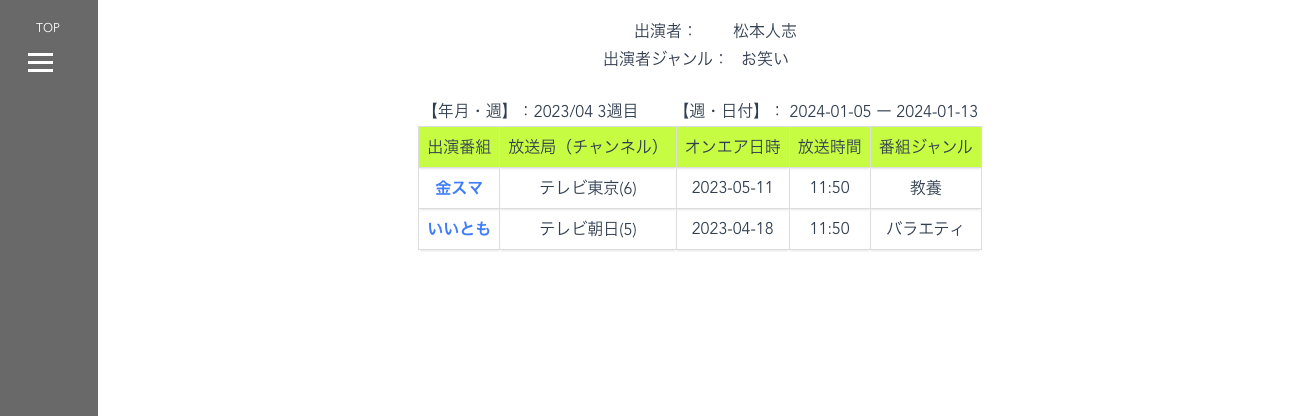 TOP
出演者： 松本人志
出演者ジャンル： お笑い
【年月・週】：2023/04 3週目 【週・日付】： 2024-01-05 ー 2024-01-13
出演番組 放送局（チャンネル） オンエア日時 放送時間 番組ジャンル
金スマ テレビ東京(6) 2023-05-11 11:50 教養
いいとも テレビ朝日(5) 2023-04-18 11:50 バラエティ